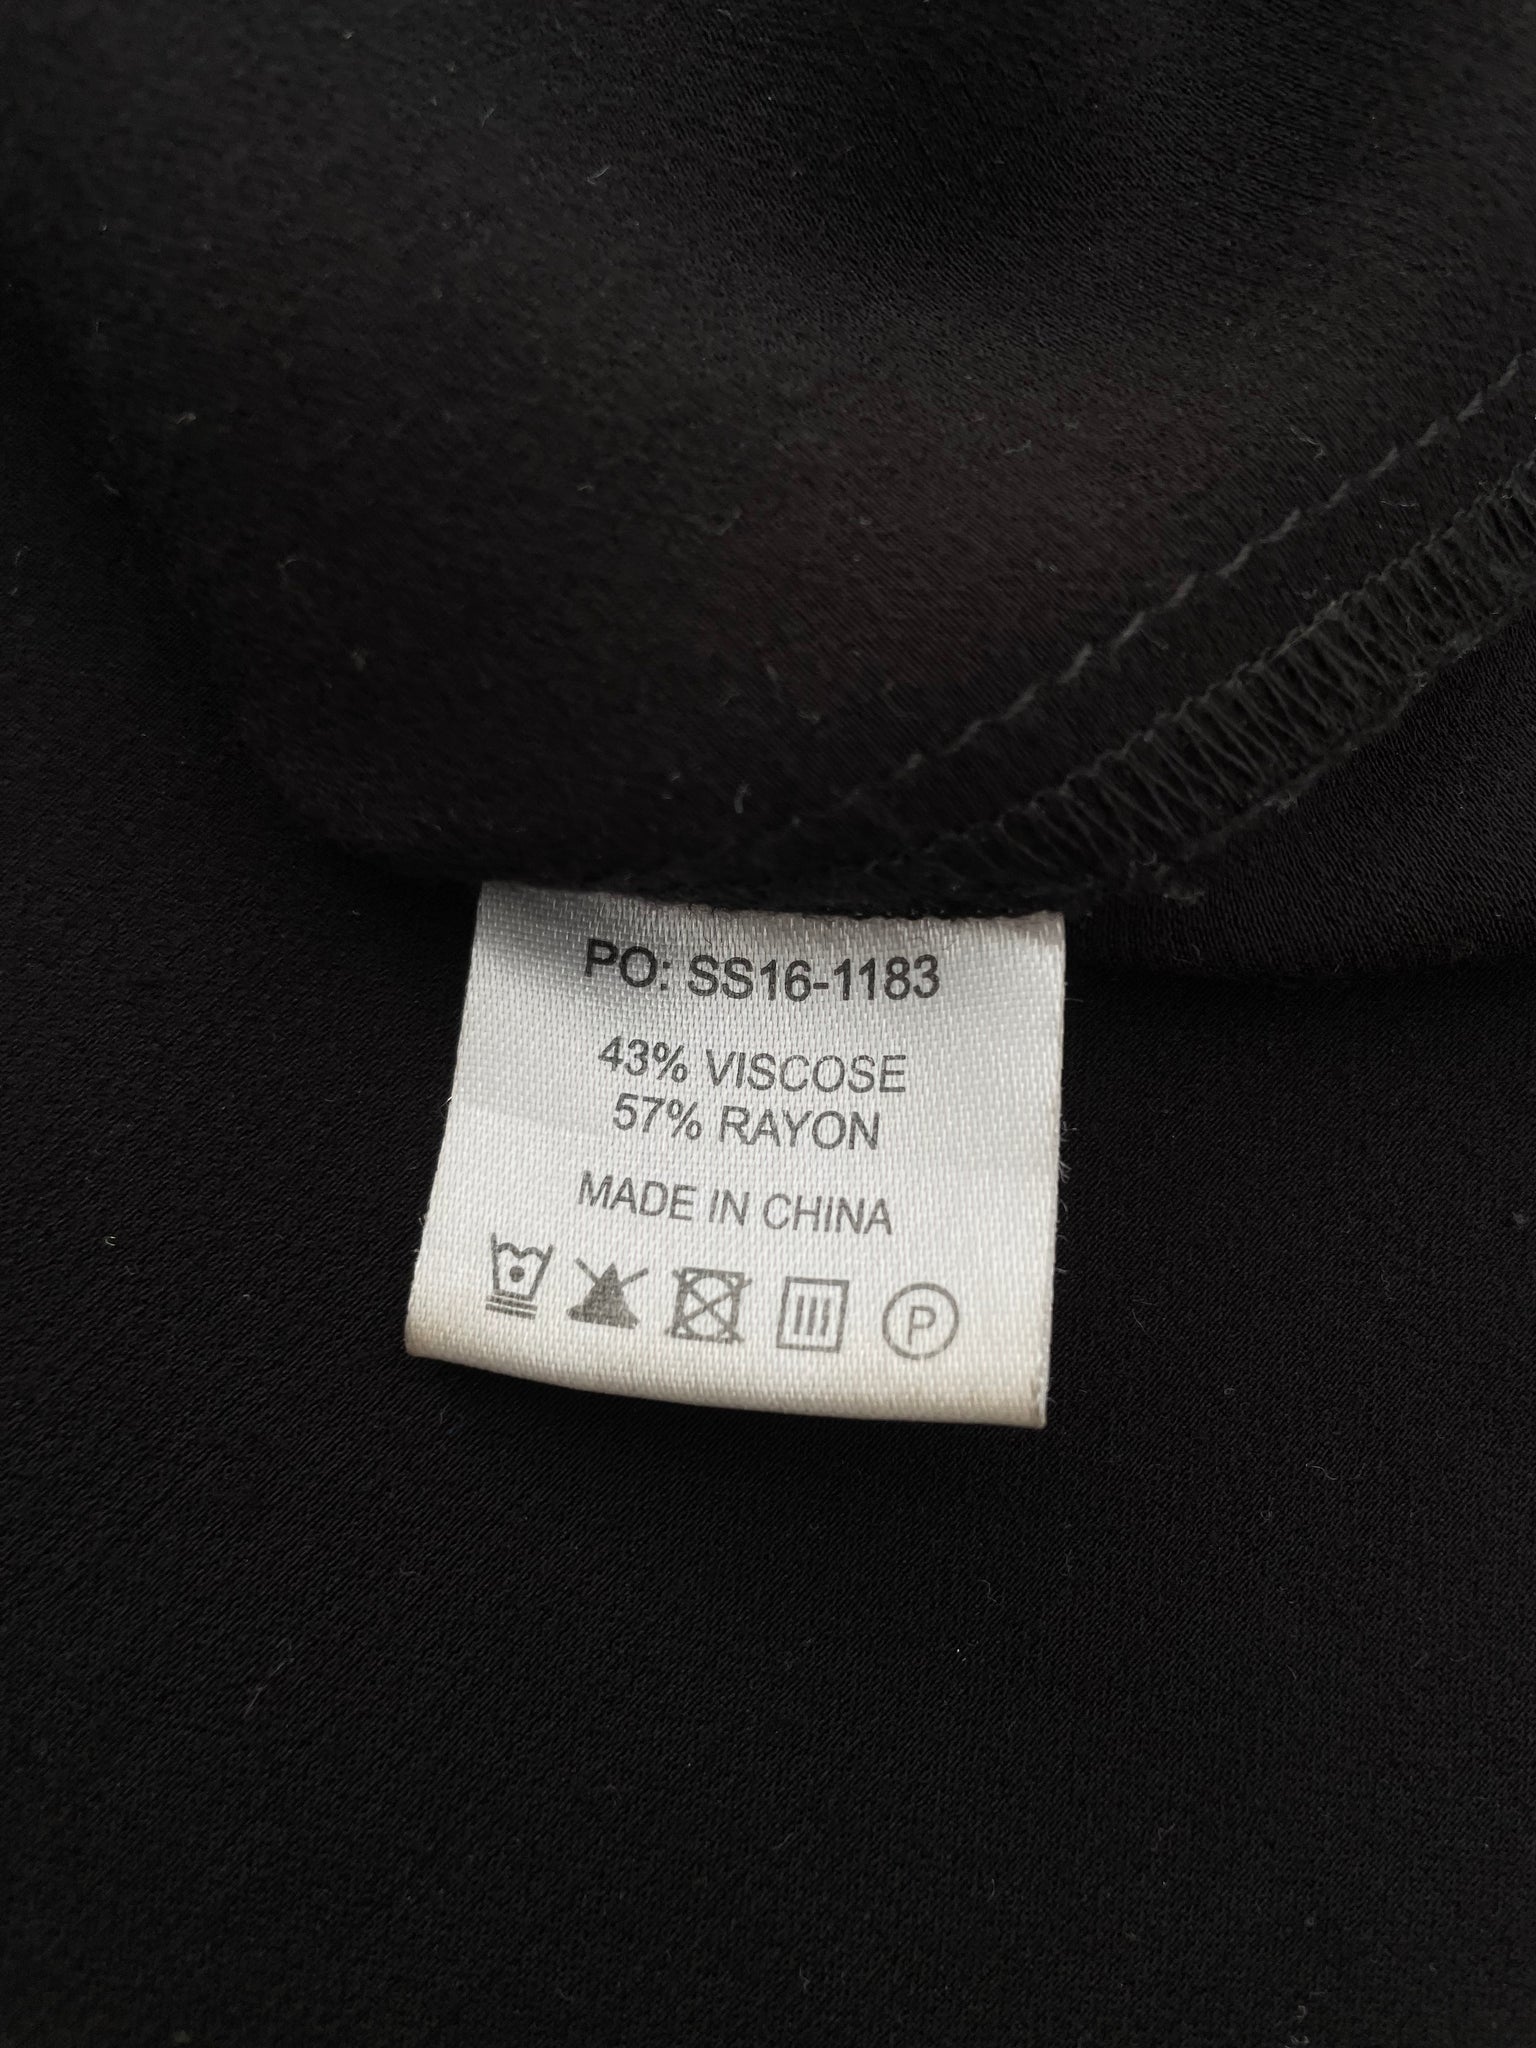 PO: SS16-1183
43% VISCOSE
57% RAYON
MADE IN CHINA
P